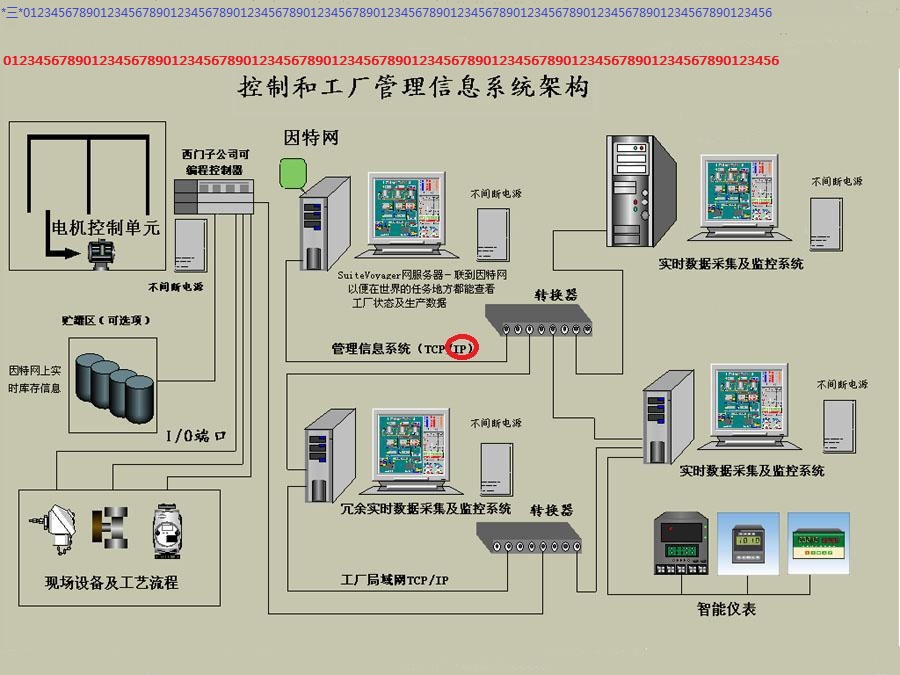 *三*01234567890123456789012345678901234567890123456789012345678901234567890123456789012345678901234567890123456
0123456789012345678901234567890123456789012345678901234567890123456789012345678901234567890123456
控制和工厂管理信息系统架构
因特网
西门子公司可
编程控制器
电机控制单元
不间断电源
不间断电源
不间断电源
实时数据采集及监控系统
SuiteVoyager网服务器－联到因特网
以便在世界的任务地方都能查看
工厂状态及生产数据
转换器
贮罐区（可选项）
管理信息系统（TCP/IP）
因特网上实
时库存信息
I/O端口
不间断电源
不间断电源
实时数据采集及监控系统
冗余实时数据采集及监控系统
转换器
现场设备及工艺流程
工厂局域网TCP/IP
智能仪表